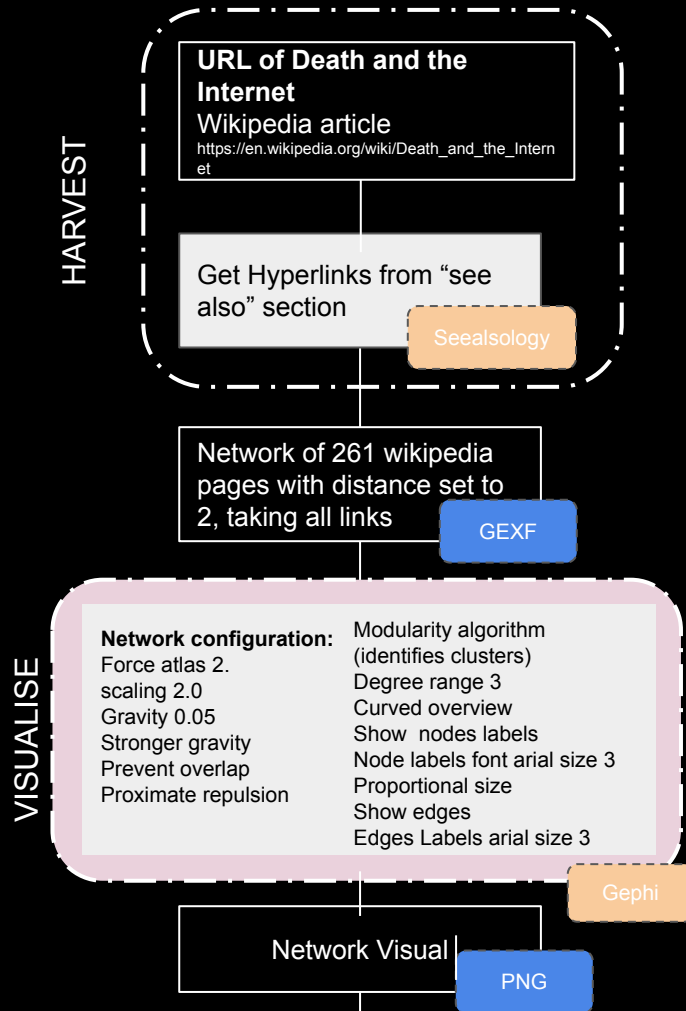 HARVEST
URL of Death and the
Internet
Wikipedia article
https://en.wikipedia.org/wiki/Death_and_the_Intern
et
Get Hyperlinks from “see
also” section
Seealsology
Network of 261 wikipedia
pages with distance set to
2, taking all links
GEXF
VISUALISE
Network configuration:
Force atlas 2.
scaling 2.0
Gravity 0.05
Stronger gravity
Prevent overlap
Proximate repulsion
Modularity algorithm
(identifies clusters)
Degree range 3
Curved overview
Show nodes labels
Node labels font arial size 3
Proportional size
Show edges
Edges Labels arial size 3
Gephi
Network Visual
PNG